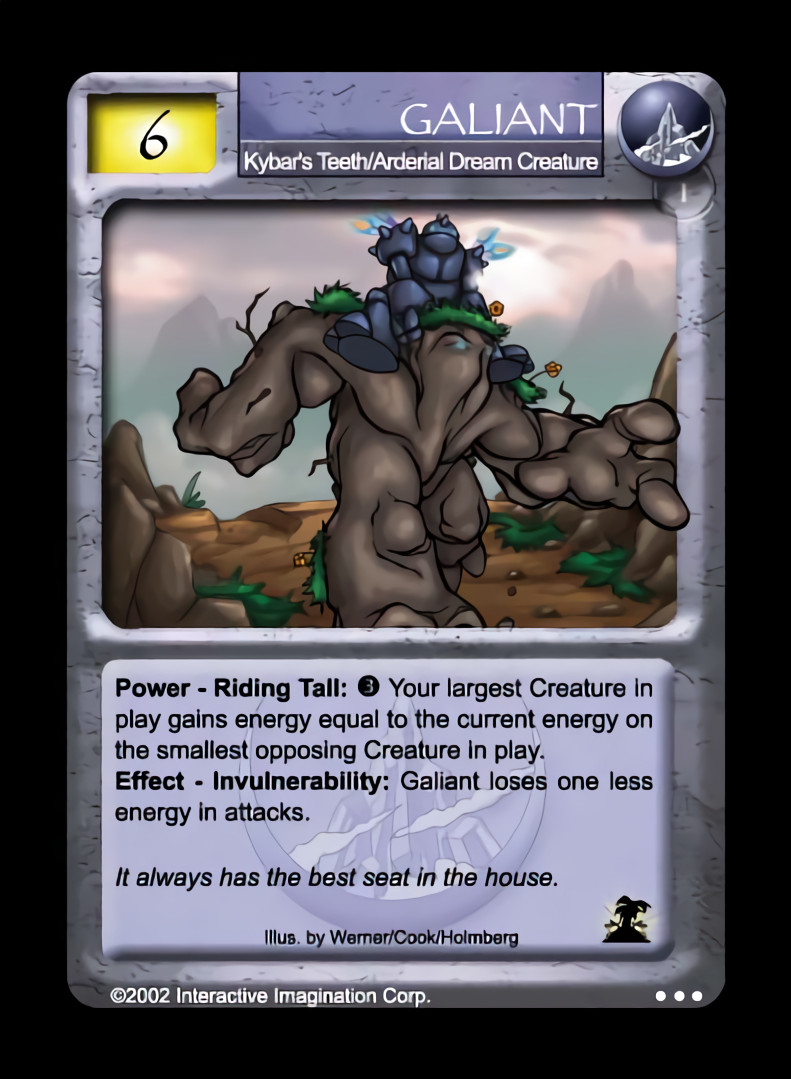 6
GALIANT
Kybar's Teeth/Arderial Dream Creature
1
Power - Riding Tall: ❸ Your largest Creature in
play gains energy equal to the current energy on
the smallest opposing Creature in play.
Effect - Invulnerability: Galiant loses one less
energy in attacks.
It always has the best seat in the house.
Illus. by Werner/Cook/Holmberg
©2002 Interactive Imagination Corp.